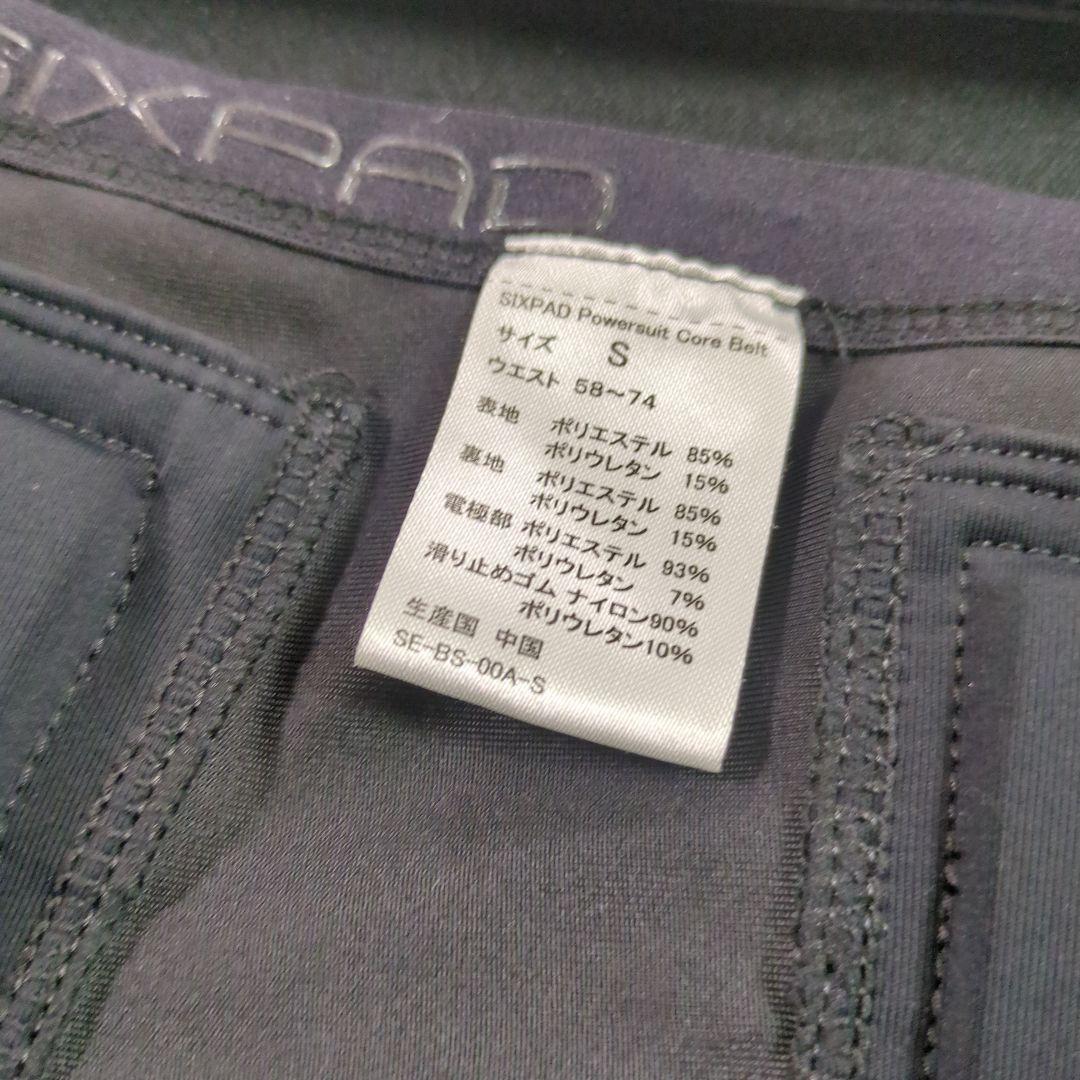 SIXPAD
SIXPAD Powersuit Core Belt
サイズ S
ウエスト 58～74
表地 ポリエステル 85%
ポリウレタン 15%
裏地 ポリエステル 85%
ポリウレタン 15%
電極部 ポリエステル 93%
ポリウレタン 7%
滑り止めゴム ナイロン90%
ポリウレタン10%
生産国 中国
SE-BS-00A-S